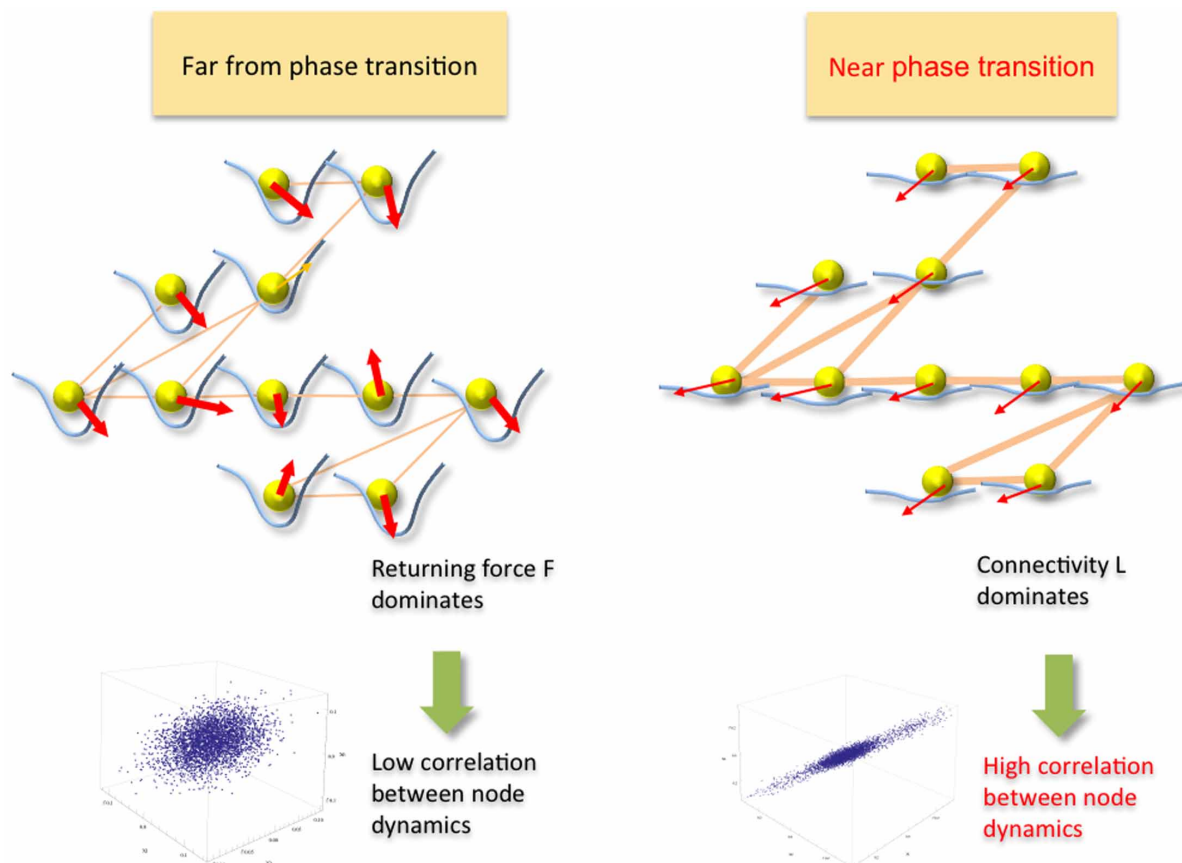 Far from phase transition
Near phase transition
Returning force F
dominates
Connectivity L
dominates
Low correlation
between node
dynamics
High correlation
between node
dynamics